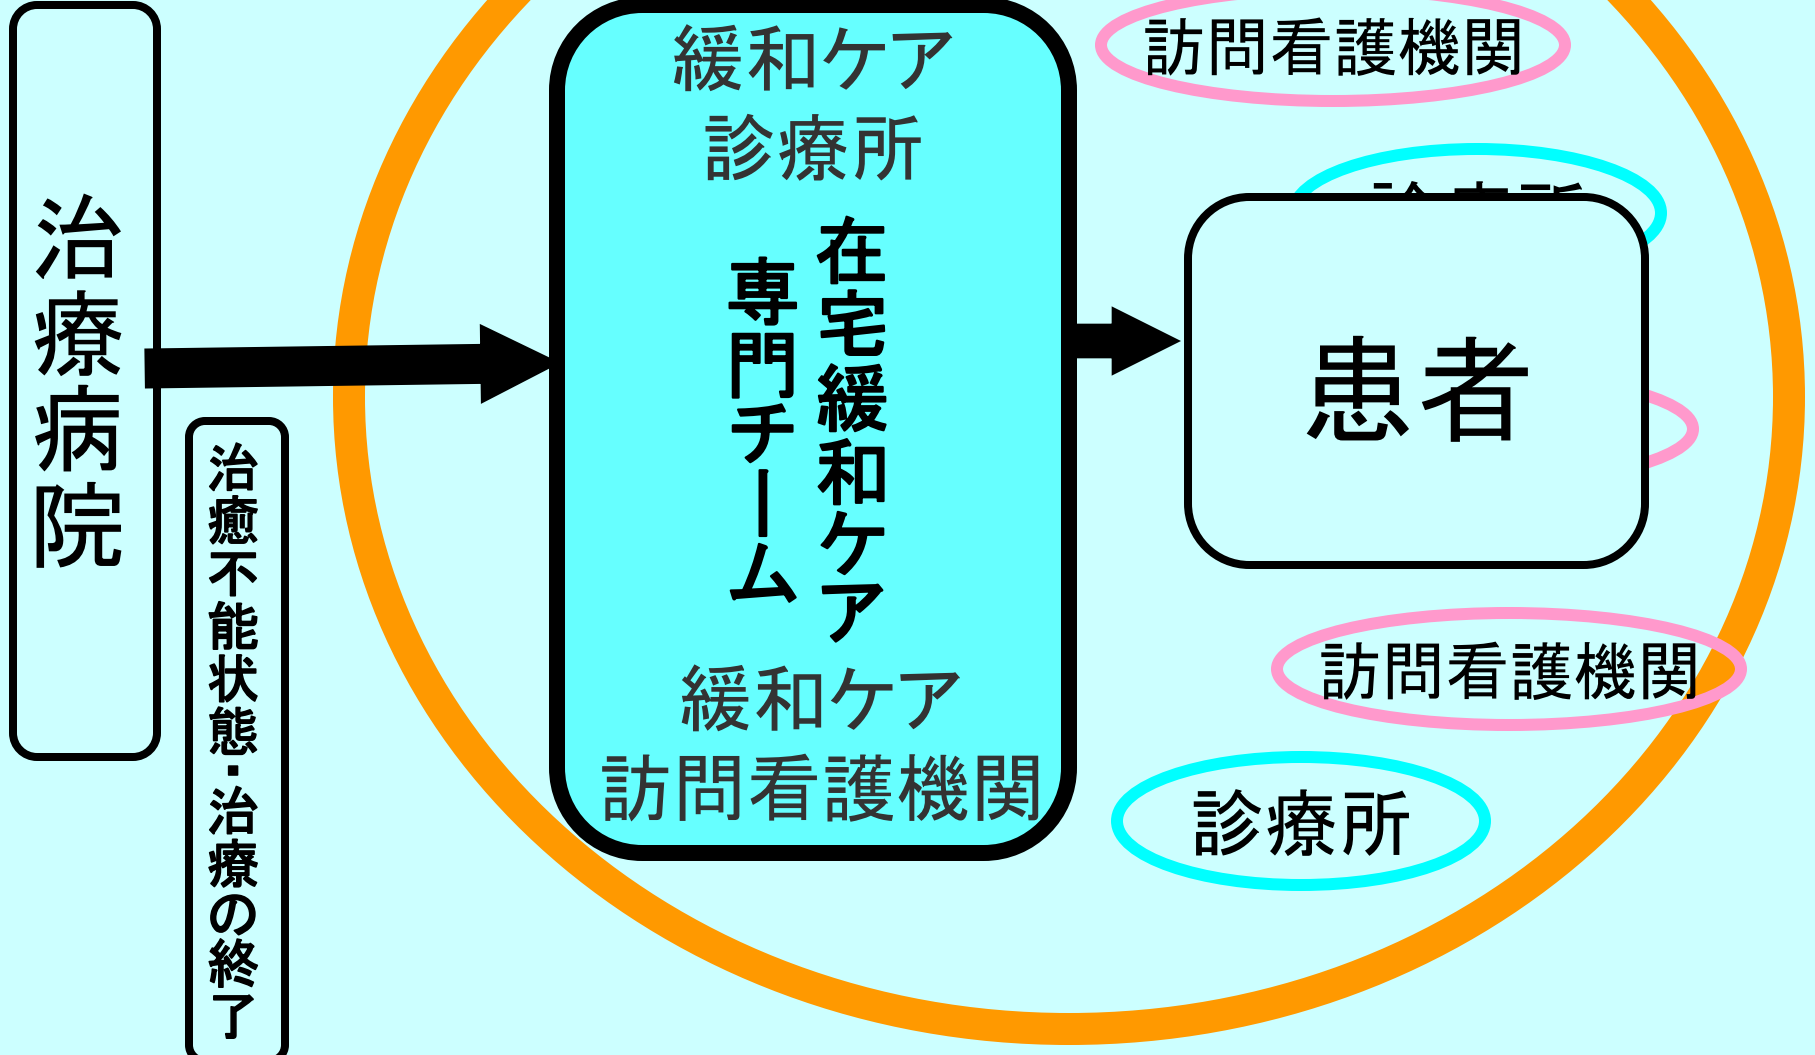 治療病院
治癒不能状態・治療の終了
緩和ケア
診療所
在宅緩和ケア
専門チーム
緩和ケア
訪問看護機関
訪問看護機関
患者
訪問看護機関
診療所